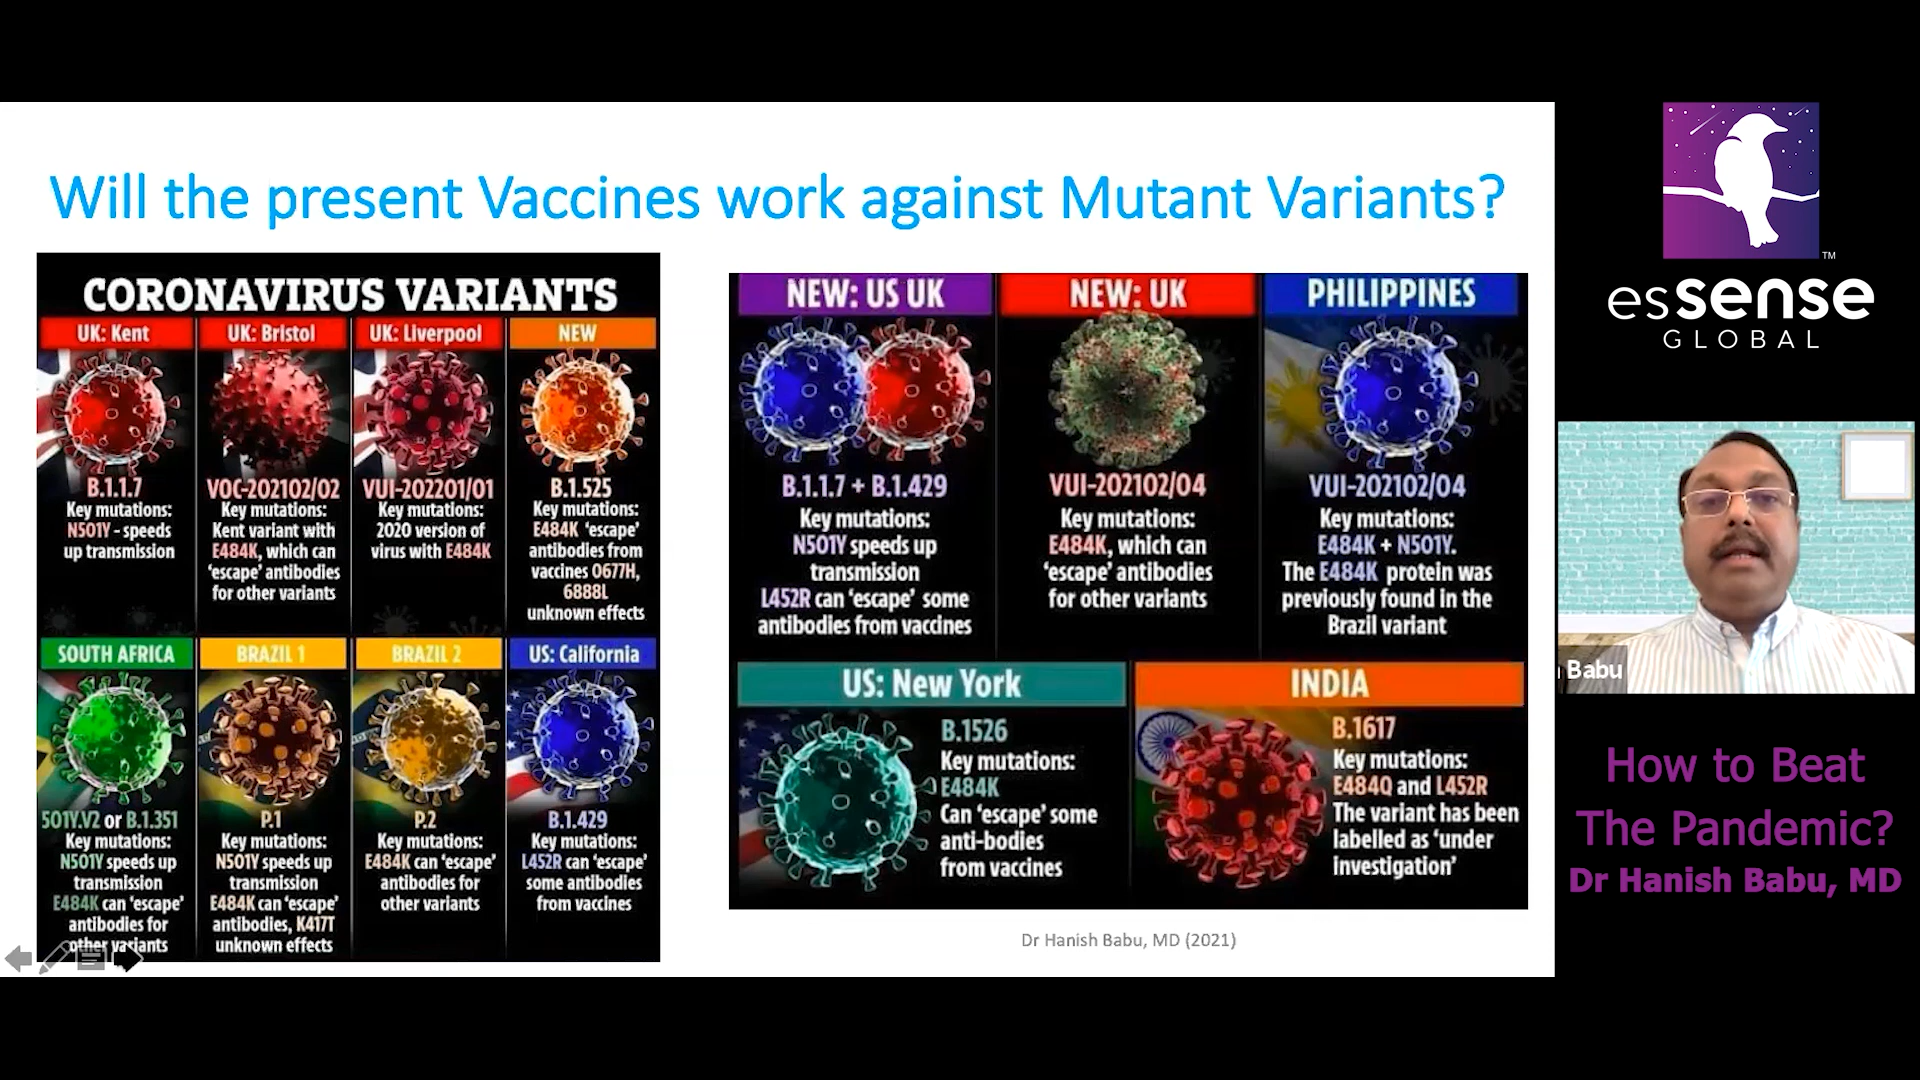 Will the present Vaccines work against Mutant Variants?
CORONAVIRUS VARIANTS
UK: Kent
B.1.1.7
Key mutations:
N501Y - speeds
up transmission
UK: Bristol
VOC-202102/02
Key mutations:
Kent variant with
E484K, which can
‘escape’ antibodies
for other variants
UK: Liverpool
VUI-202201/01
Key mutations:
2020 version of
virus with E484K
NEW
B.1.525
Key mutations:
E484K ‘escape’
antibodies from
vaccines O677H,
6888L
unknown effects
SOUTH AFRICA
501Y.V2 or B.1.351
Key mutations:
N501Y speeds up
transmission
E484K can ‘escape’
antibodies for
other variants
BRAZIL 1
P.1
Key mutations:
N501Y speeds up
transmission
E484K can ‘escape’
antibodies, K417T
unknown effects
BRAZIL 2
P.2
Key mutations:
E484K can ‘escape’
antibodies for
other variants
US: California
B.1.429
Key mutations:
L452R can ‘escape’
some antibodies
from vaccines
NEW: US UK
B.1.1.7 + B.1.429
Key mutations:
N501Y speeds up
transmission
L452R can ‘escape’ some
antibodies from vaccines
NEW: UK
VUI-202102/04
Key mutations:
E484K, which can
‘escape’ antibodies
for other variants
PHILIPPINES
VUI-202102/04
Key mutations:
E484K + N501Y.
The E484K protein was
previously found in the
Brazil variant
US: New York
B.1526
Key mutations:
E484K
Can ‘escape’ some
anti-bodies
from vaccines
INDIA
B.1617
Key mutations:
E484Q and L452R
The variant has been
labelled as ‘under
investigation’
Dr Hanish Babu, MD (2021)
TM
esSense
GLOBAL
Babu
How to Beat
The Pandemic?
Dr Hanish Babu, MD